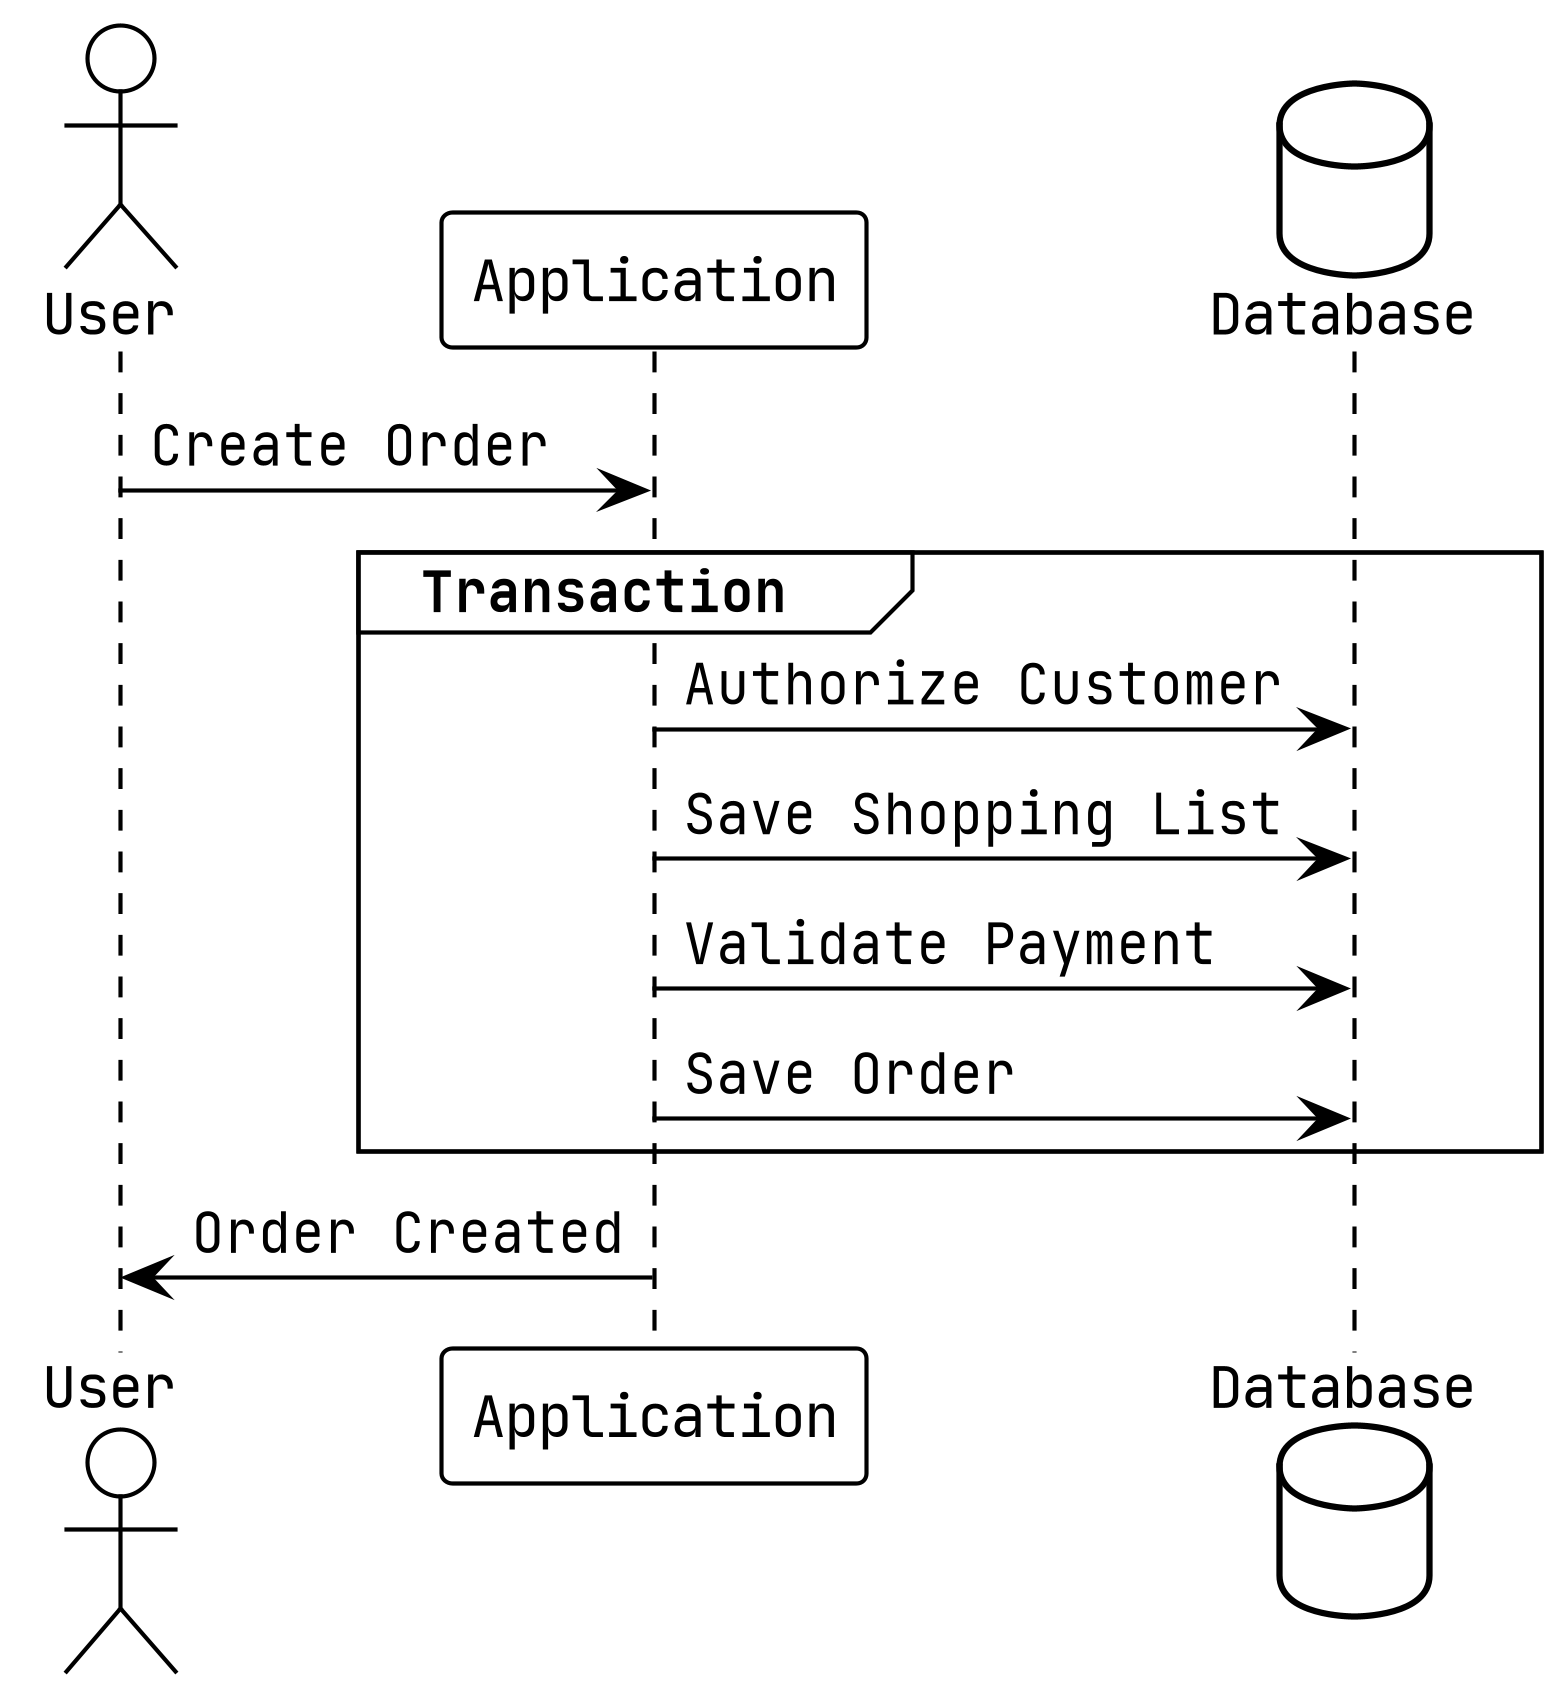 User
Application
Database
Create Order
Transaction
Authorize Customer
Save Shopping List
Validate Payment
Save Order
Order Created
User
Application
Database